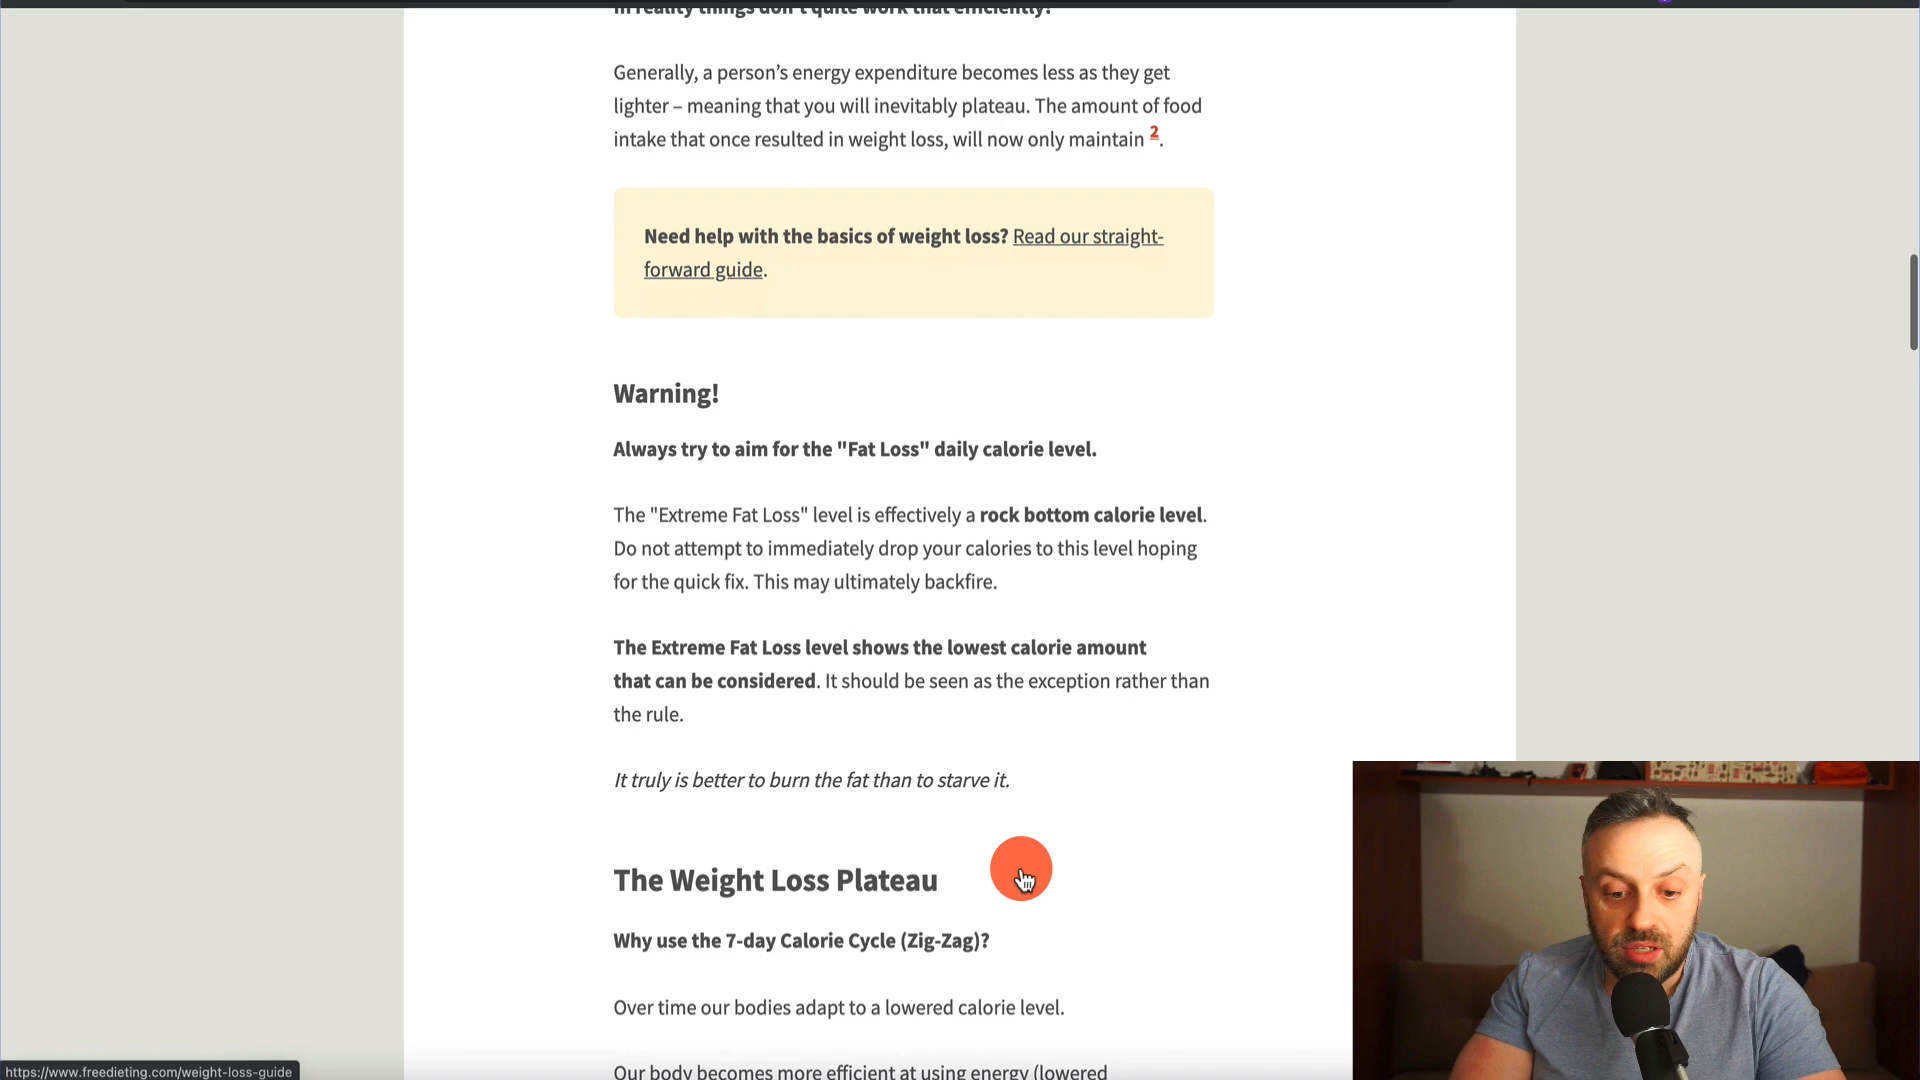 In reality things don't quite work that efficiently!
Generally, a person’s energy expenditure becomes less as they get
lighter – meaning that you will inevitably plateau. The amount of food
intake that once resulted in weight loss, will now only maintain 2.
Need help with the basics of weight loss? Read our straight-
forward guide.
Warning!
Always try to aim for the "Fat Loss" daily calorie level.
The "Extreme Fat Loss" level is effectively a rock bottom calorie level.
Do not attempt to immediately drop your calories to this level hoping
for the quick fix. This may ultimately backfire.
The Extreme Fat Loss level shows the lowest calorie amount
that can be considered. It should be seen as the exception rather than
the rule.
It truly is better to burn the fat than to starve it.
The Weight Loss Plateau
Why use the 7-day Calorie Cycle (Zig-Zag)?
Over time our bodies adapt to a lowered calorie level.
Our body becomes more efficient at using energy (lowered
https://www.freedieting.com/weight-loss-guide